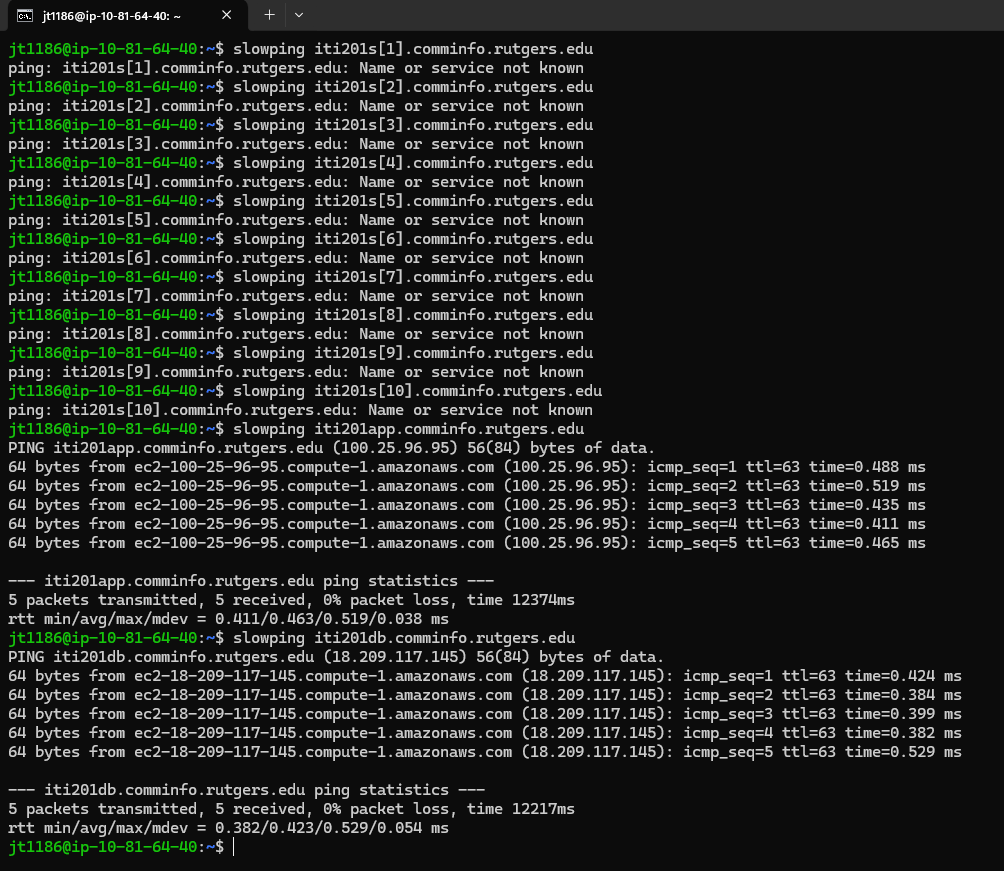 jt1186@ip-10-81-64-40: ~
jt1186@ip-10-81-64-40:~$ slowping iti201s[1].comminfo.rutgers.edu
ping: iti201s[1].comminfo.rutgers.edu: Name or service not known
jt1186@ip-10-81-64-40:~$ slowping iti201s[2].comminfo.rutgers.edu
ping: iti201s[2].comminfo.rutgers.edu: Name or service not known
jt1186@ip-10-81-64-40:~$ slowping iti201s[3].comminfo.rutgers.edu
ping: iti201s[3].comminfo.rutgers.edu: Name or service not known
jt1186@ip-10-81-64-40:~$ slowping iti201s[4].comminfo.rutgers.edu
ping: iti201s[4].comminfo.rutgers.edu: Name or service not known
jt1186@ip-10-81-64-40:~$ slowping iti201s[5].comminfo.rutgers.edu
ping: iti201s[5].comminfo.rutgers.edu: Name or service not known
jt1186@ip-10-81-64-40:~$ slowping iti201s[6].comminfo.rutgers.edu
ping: iti201s[6].comminfo.rutgers.edu: Name or service not known
jt1186@ip-10-81-64-40:~$ slowping iti201s[7].comminfo.rutgers.edu
ping: iti201s[7].comminfo.rutgers.edu: Name or service not known
jt1186@ip-10-81-64-40:~$ slowping iti201s[8].comminfo.rutgers.edu
ping: iti201s[8].comminfo.rutgers.edu: Name or service not known
jt1186@ip-10-81-64-40:~$ slowping iti201s[9].comminfo.rutgers.edu
ping: iti201s[9].comminfo.rutgers.edu: Name or service not known
jt1186@ip-10-81-64-40:~$ slowping iti201s[10].comminfo.rutgers.edu
ping: iti201s[10].comminfo.rutgers.edu: Name or service not known
jt1186@ip-10-81-64-40:~$ slowping iti201app.comminfo.rutgers.edu
PING iti201app.comminfo.rutgers.edu (100.25.96.95) 56(84) bytes of data.
64 bytes from ec2-100-25-96-95.compute-1.amazonaws.com (100.25.96.95): icmp_seq=1 ttl=63 time=0.488 ms
64 bytes from ec2-100-25-96-95.compute-1.amazonaws.com (100.25.96.95): icmp_seq=2 ttl=63 time=0.519 ms
64 bytes from ec2-100-25-96-95.compute-1.amazonaws.com (100.25.96.95): icmp_seq=3 ttl=63 time=0.435 ms
64 bytes from ec2-100-25-96-95.compute-1.amazonaws.com (100.25.96.95): icmp_seq=4 ttl=63 time=0.411 ms
64 bytes from ec2-100-25-96-95.compute-1.amazonaws.com (100.25.96.95): icmp_seq=5 ttl=63 time=0.465 ms
--- iti201app.comminfo.rutgers.edu ping statistics ---
5 packets transmitted, 5 received, 0% packet loss, time 12374ms
rtt min/avg/max/mdev = 0.411/0.463/0.519/0.038 ms
jt1186@ip-10-81-64-40:~$ slowping iti201db.comminfo.rutgers.edu
PING iti201db.comminfo.rutgers.edu (18.209.117.145) 56(84) bytes of data.
64 bytes from ec2-18-209-117-145.compute-1.amazonaws.com (18.209.117.145): icmp_seq=1 ttl=63 time=0.424 ms
64 bytes from ec2-18-209-117-145.compute-1.amazonaws.com (18.209.117.145): icmp_seq=2 ttl=63 time=0.384 ms
64 bytes from ec2-18-209-117-145.compute-1.amazonaws.com (18.209.117.145): icmp_seq=3 ttl=63 time=0.399 ms
64 bytes from ec2-18-209-117-145.compute-1.amazonaws.com (18.209.117.145): icmp_seq=4 ttl=63 time=0.382 ms
64 bytes from ec2-18-209-117-145.compute-1.amazonaws.com (18.209.117.145): icmp_seq=5 ttl=63 time=0.529 ms
--- iti201db.comminfo.rutgers.edu ping statistics ---
5 packets transmitted, 5 received, 0% packet loss, time 12217ms
rtt min/avg/max/mdev = 0.382/0.423/0.529/0.054 ms
jt1186@ip-10-81-64-40:~$